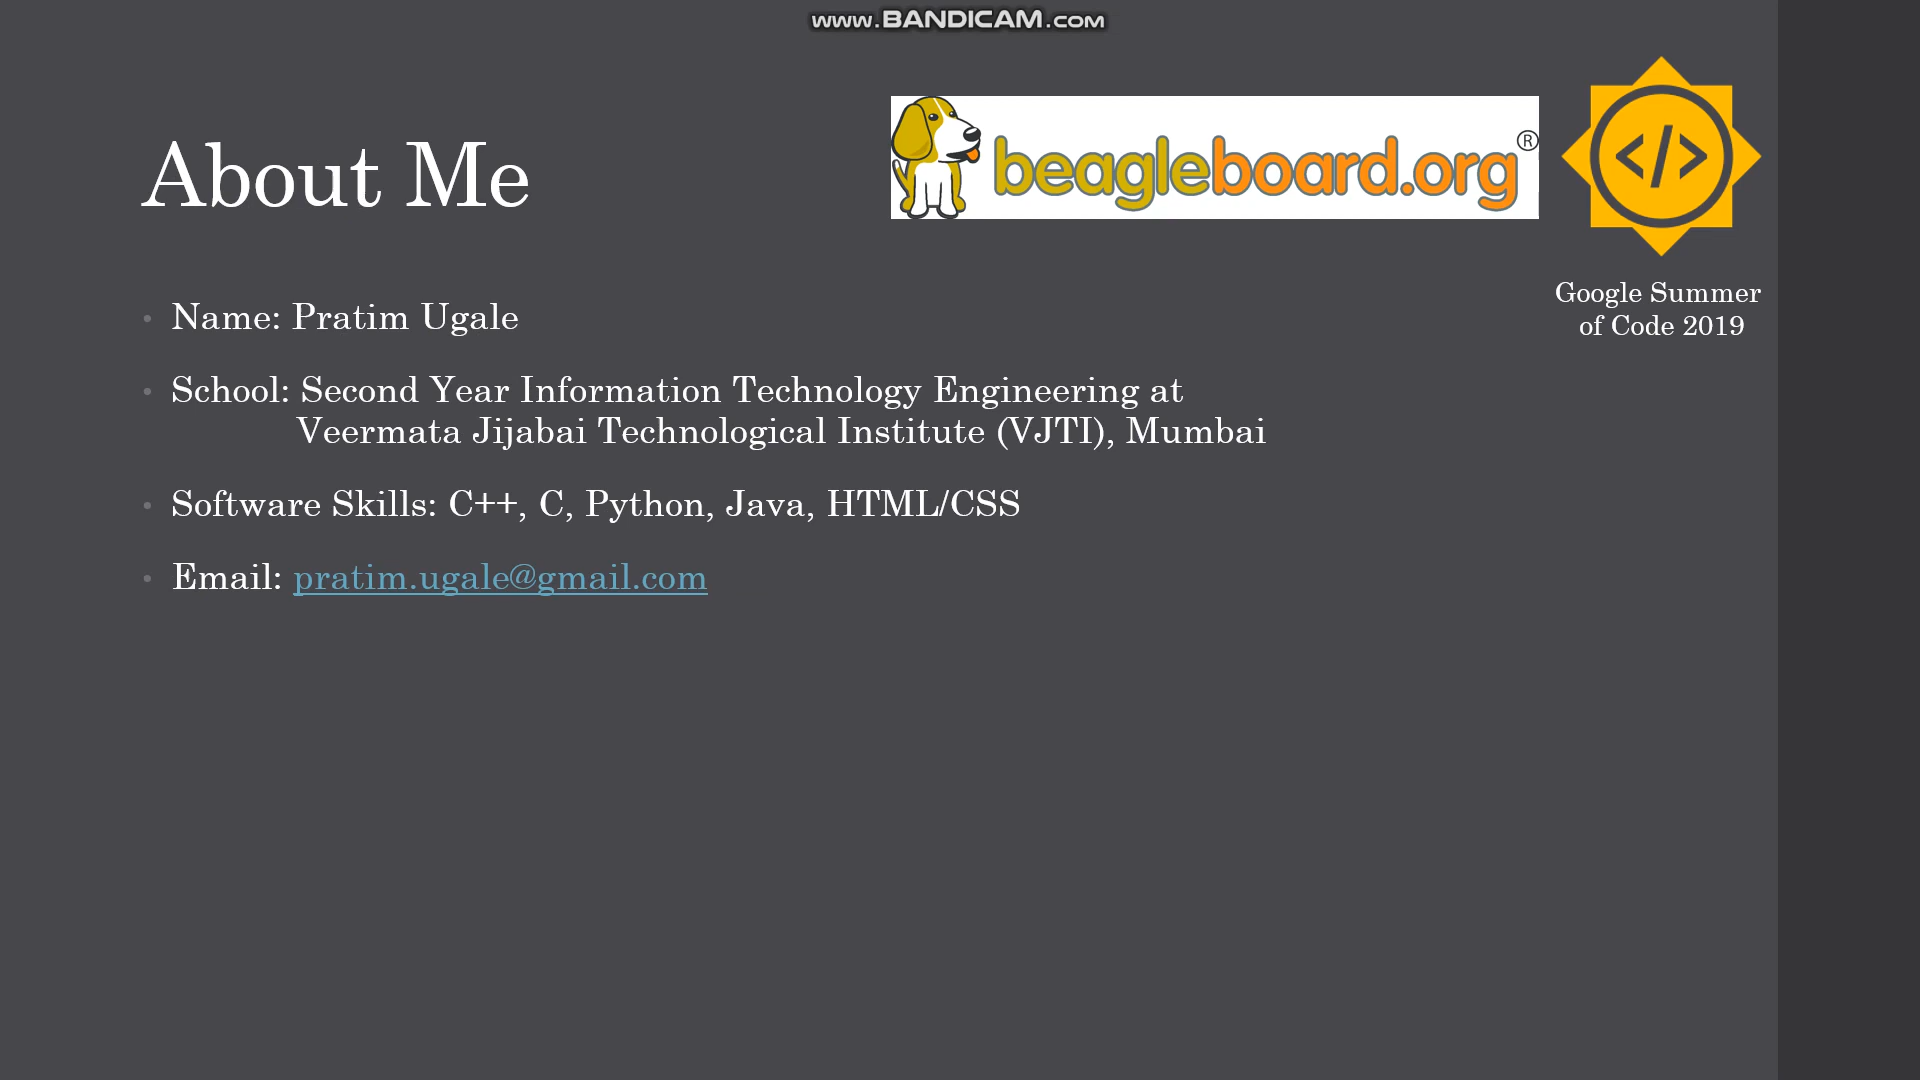 www.BANDICAM.com
beagleboard.org®
</>
About Me
Google Summer
of Code 2019
• Name: Pratim Ugale
• School: Second Year Information Technology Engineering at
Veermata Jijabai Technological Institute (VJTI), Mumbai
• Software Skills: C++, C, Python, Java, HTML/CSS
• Email: pratim.ugale@gmail.com